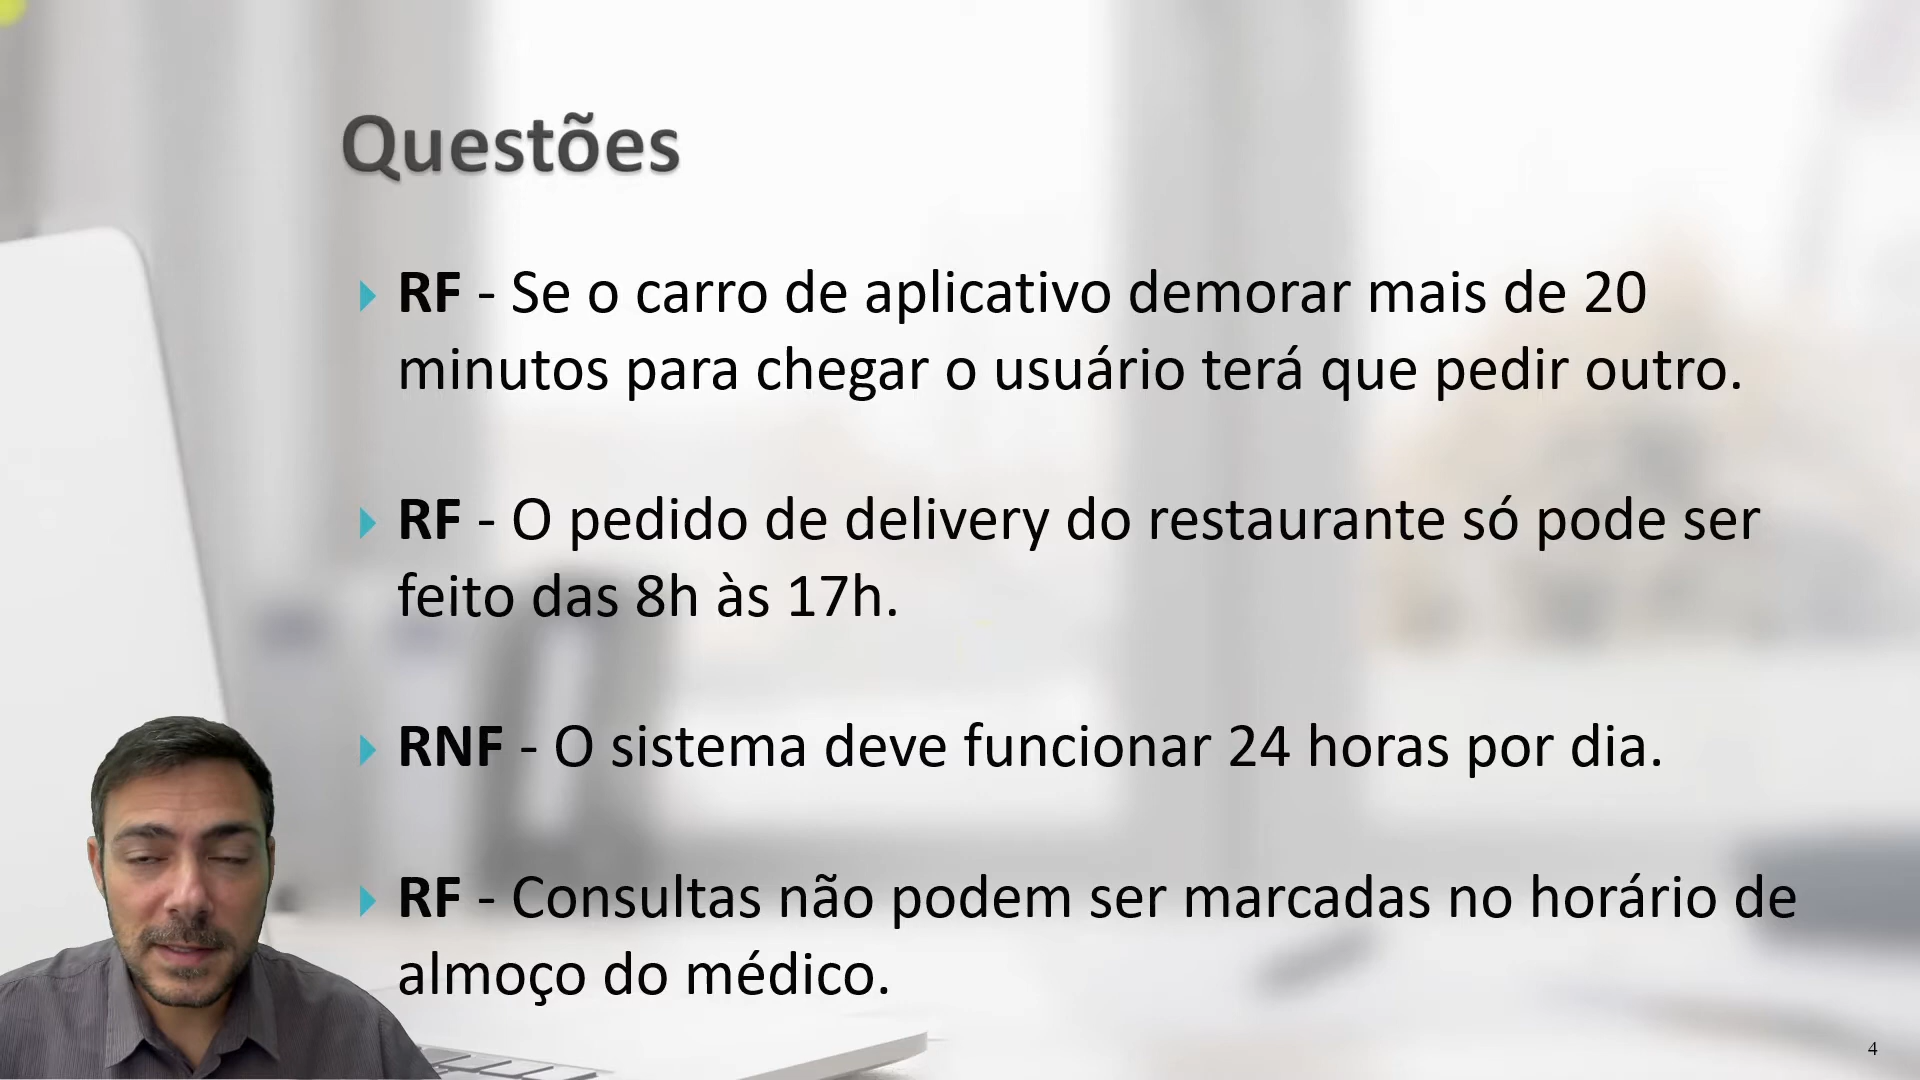 Questões
RF - Se o carro de aplicativo demorar mais de 20
minutos para chegar o usuário terá que pedir outro.
RF - O pedido de delivery do restaurante só pode ser
feito das 8h às 17h.
RNF - O sistema deve funcionar 24 horas por dia.
RF - Consultas não podem ser marcadas no horário de
almoço do médico.
4